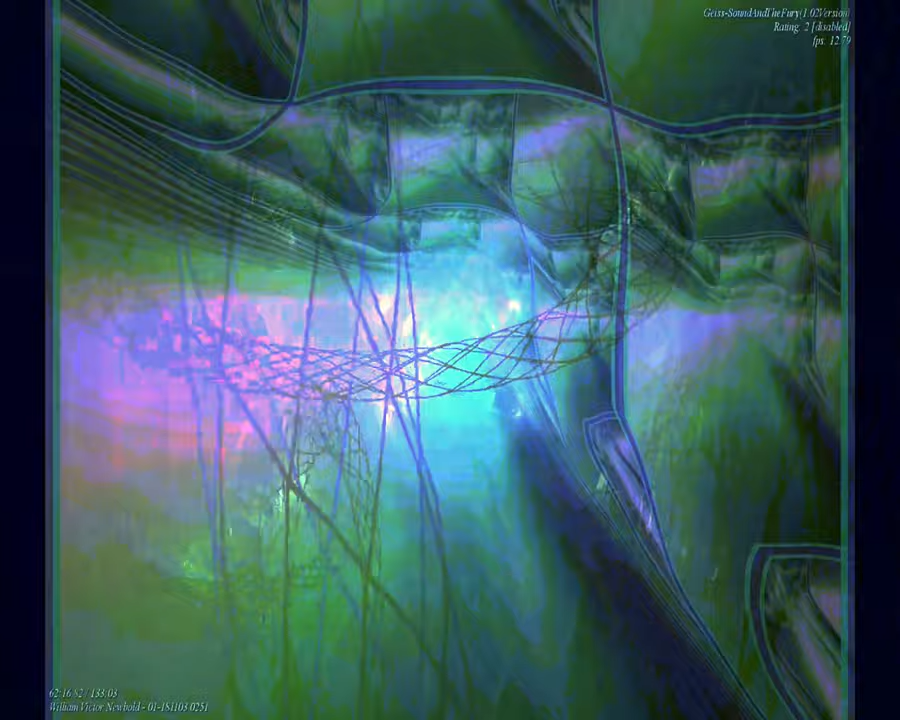 Geiss-SoundAndTheFury(1.02Version)
Rating: 2 [disabled]
fps: 12.79
62:16.82 / 133:03
William Victor Newbold - 01-181103 0251